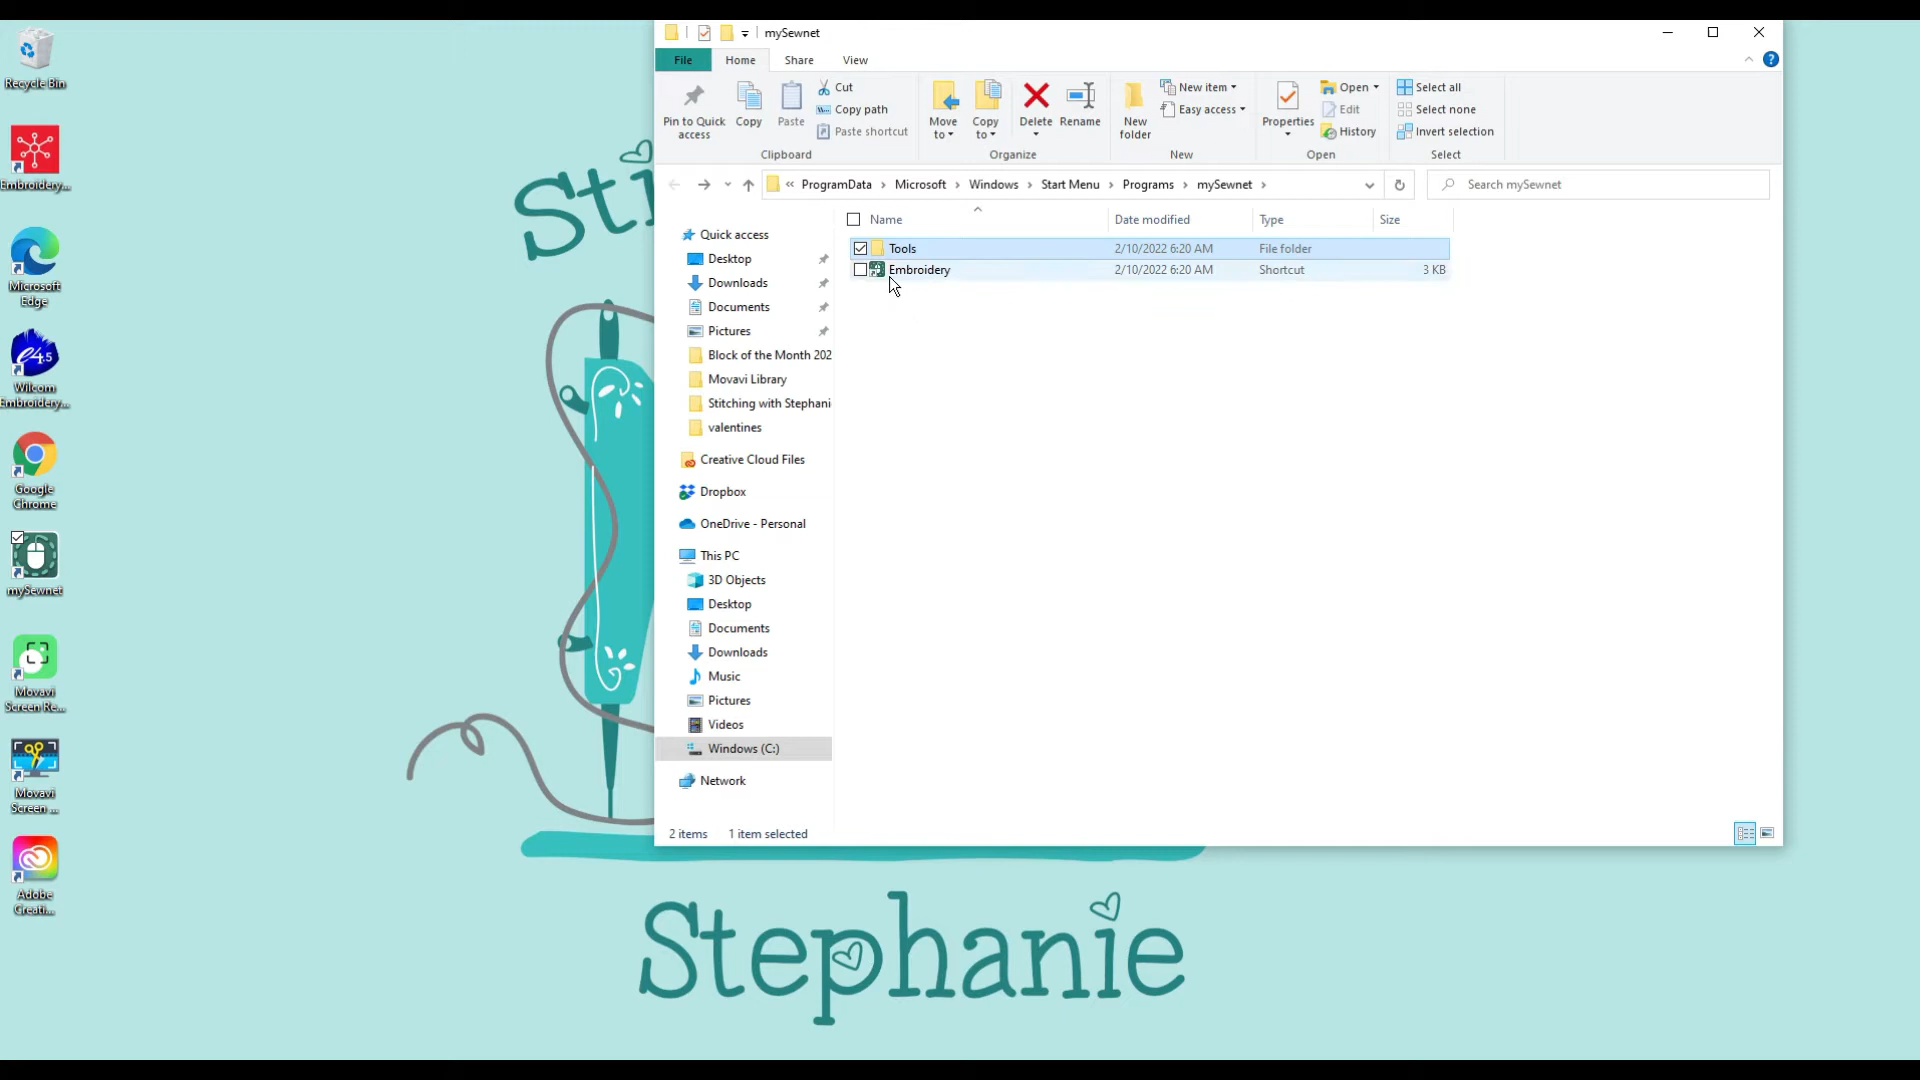 mySewnet
File
Home
Share
View
Pin to Quick
access
Copy
Paste
Cut
Copy path
Paste shortcut
Clipboard
Move
to
Copy
to
Delete
Rename
Organize
New
folder
New item
Easy access
New
Properties
Open
Edit
History
Open
Select all
Select none
Invert selection
Select
« ProgramData › Microsoft › Windows › Start Menu › Programs › mySewnet ›
Search mySewnet
Name
Date modified
Type
Size
Tools 2/10/2022 6:20 AM File folder
Embroidery 2/10/2022 6:20 AM Shortcut 3 KB
Quick access
Desktop
Downloads
Documents
Pictures
Block of the Month 202
Movavi Library
Stitching with Stephani
valentines
Creative Cloud Files
Dropbox
OneDrive - Personal
This PC
3D Objects
Desktop
Documents
Downloads
Music
Pictures
Videos
Windows (C:)
Network
2 items 1 item selected
Recycle Bin
Embroidery...
Microsoft
Edge
e4.5
Wilcom
Embroidery...
Google
Chrome
mySewnet
Movavi
Screen Re...
Movavi
Screen ...
Adobe
Creati...
Sti
Stephanie